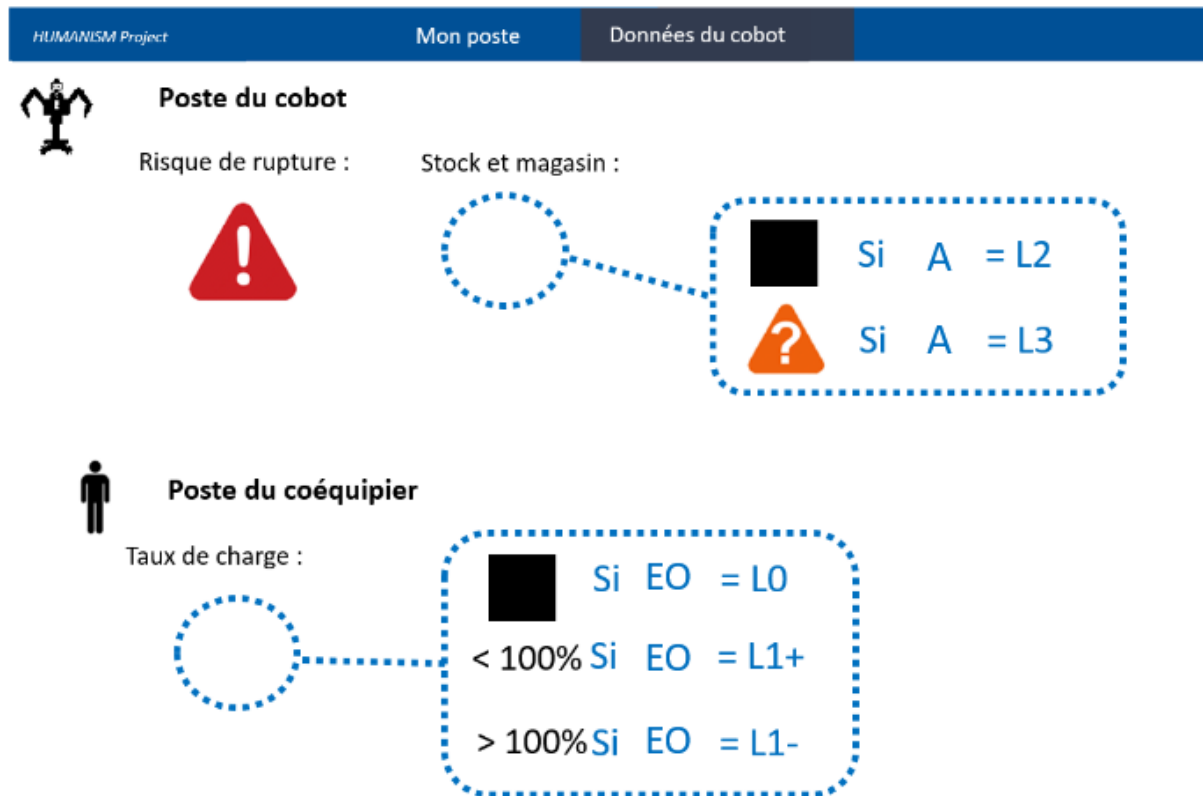 HUMANISM Project
Mon poste
Données du cobot
Poste du cobot
Risque de rupture :
Stock et magasin :
!
Si A = L2
? Si A = L3
Poste du coéquipier
Taux de charge :
Si EO = L0
< 100% Si EO = L1+
> 100% Si EO = L1-